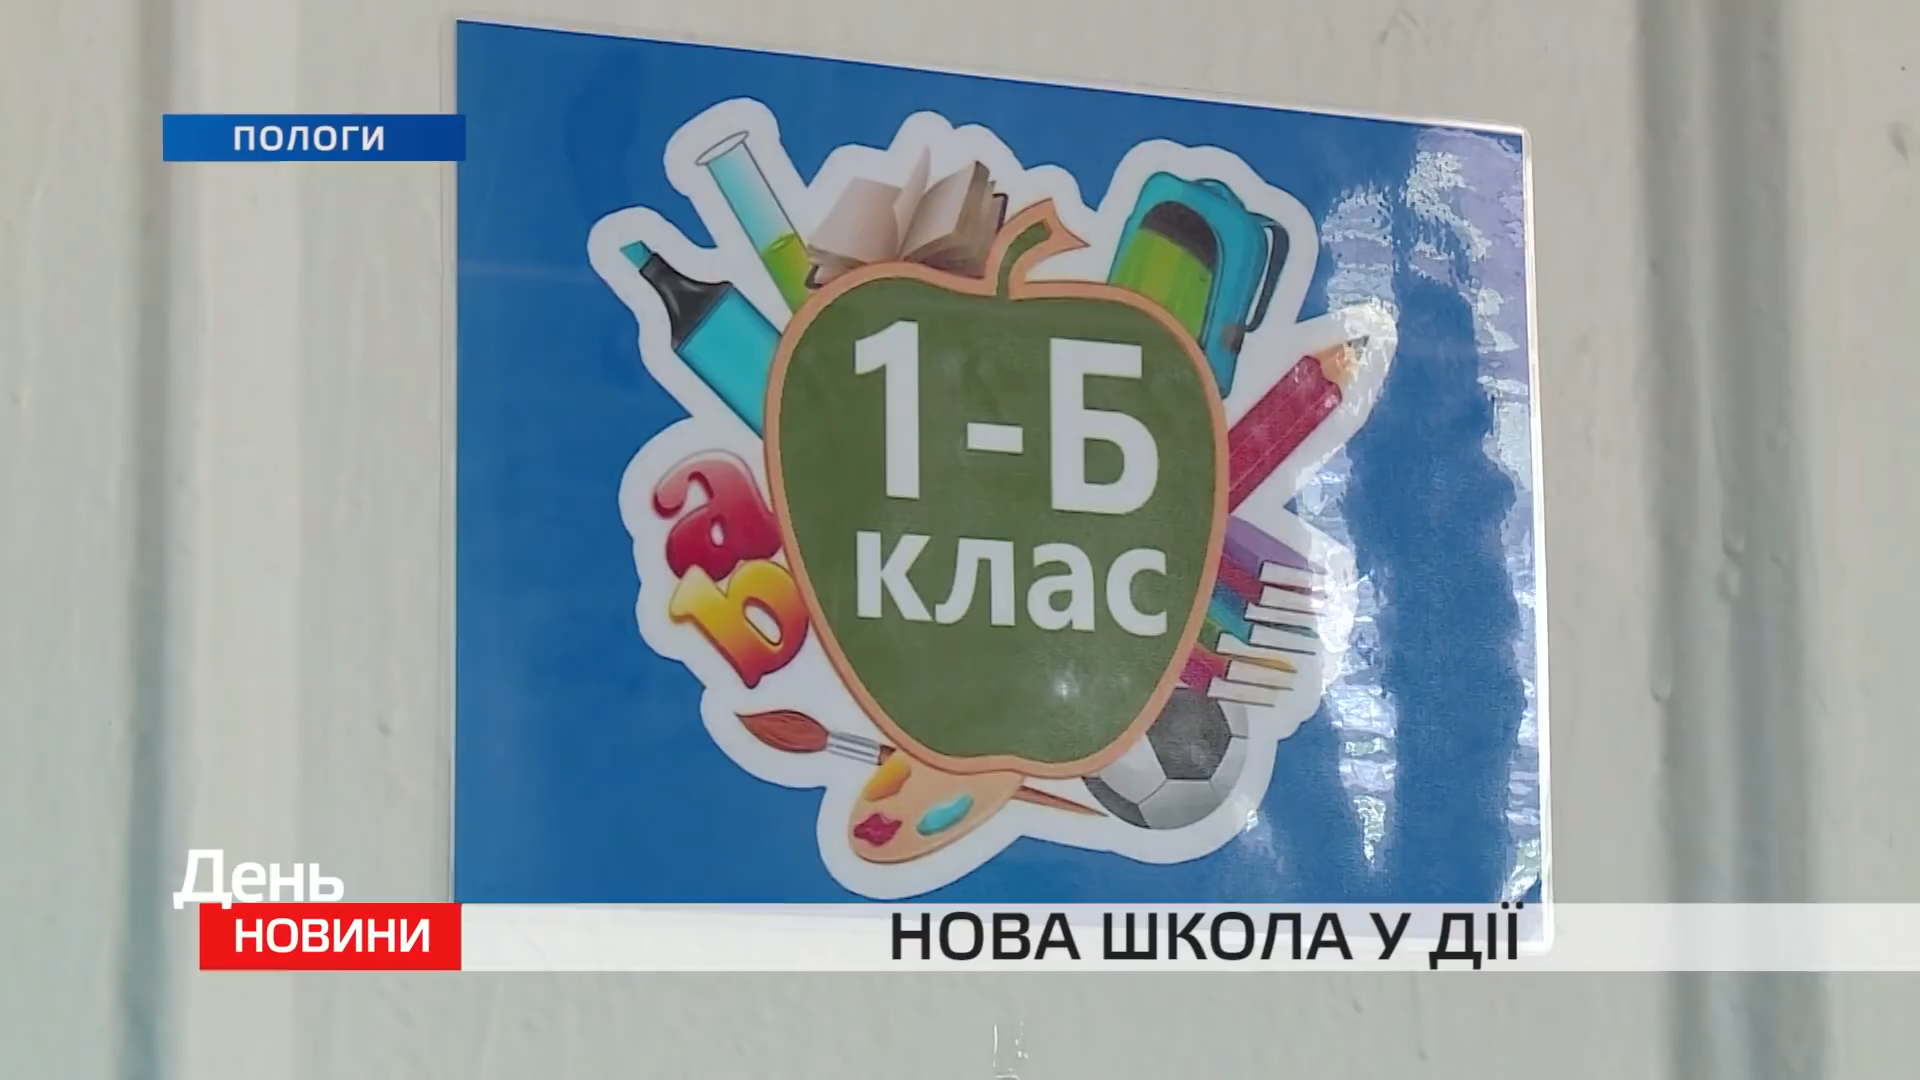 ПОЛОГИ
1-Б
клас
а
b
День
НОВИНИ
НОВА ШКОЛА У ДІЇ